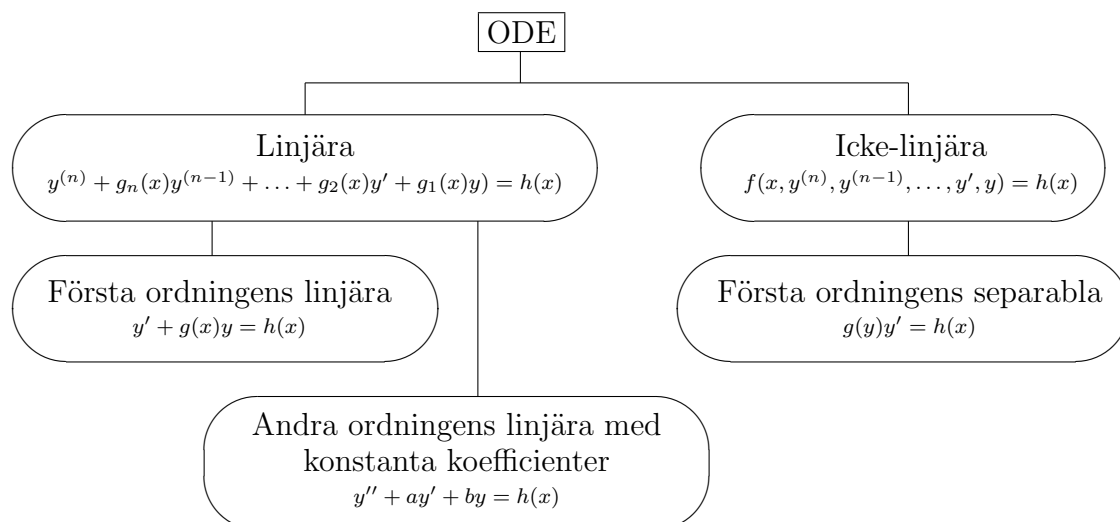 ODE
Linjära
y^{(n)} + g_n(x)y^{(n−1)} + … + g_2(x)y′ + g_1(x)y) = h(x)
Icke-linjära
f(x, y^{(n)}, y^{(n−1)}, …, y′, y) = h(x)
Första ordningens linjära
y′ + g(x)y = h(x)
Första ordningens separabla
g(y)y′ = h(x)
Andra ordningens linjära med
konstanta koefficienter
y′′ + ay′ + by = h(x)